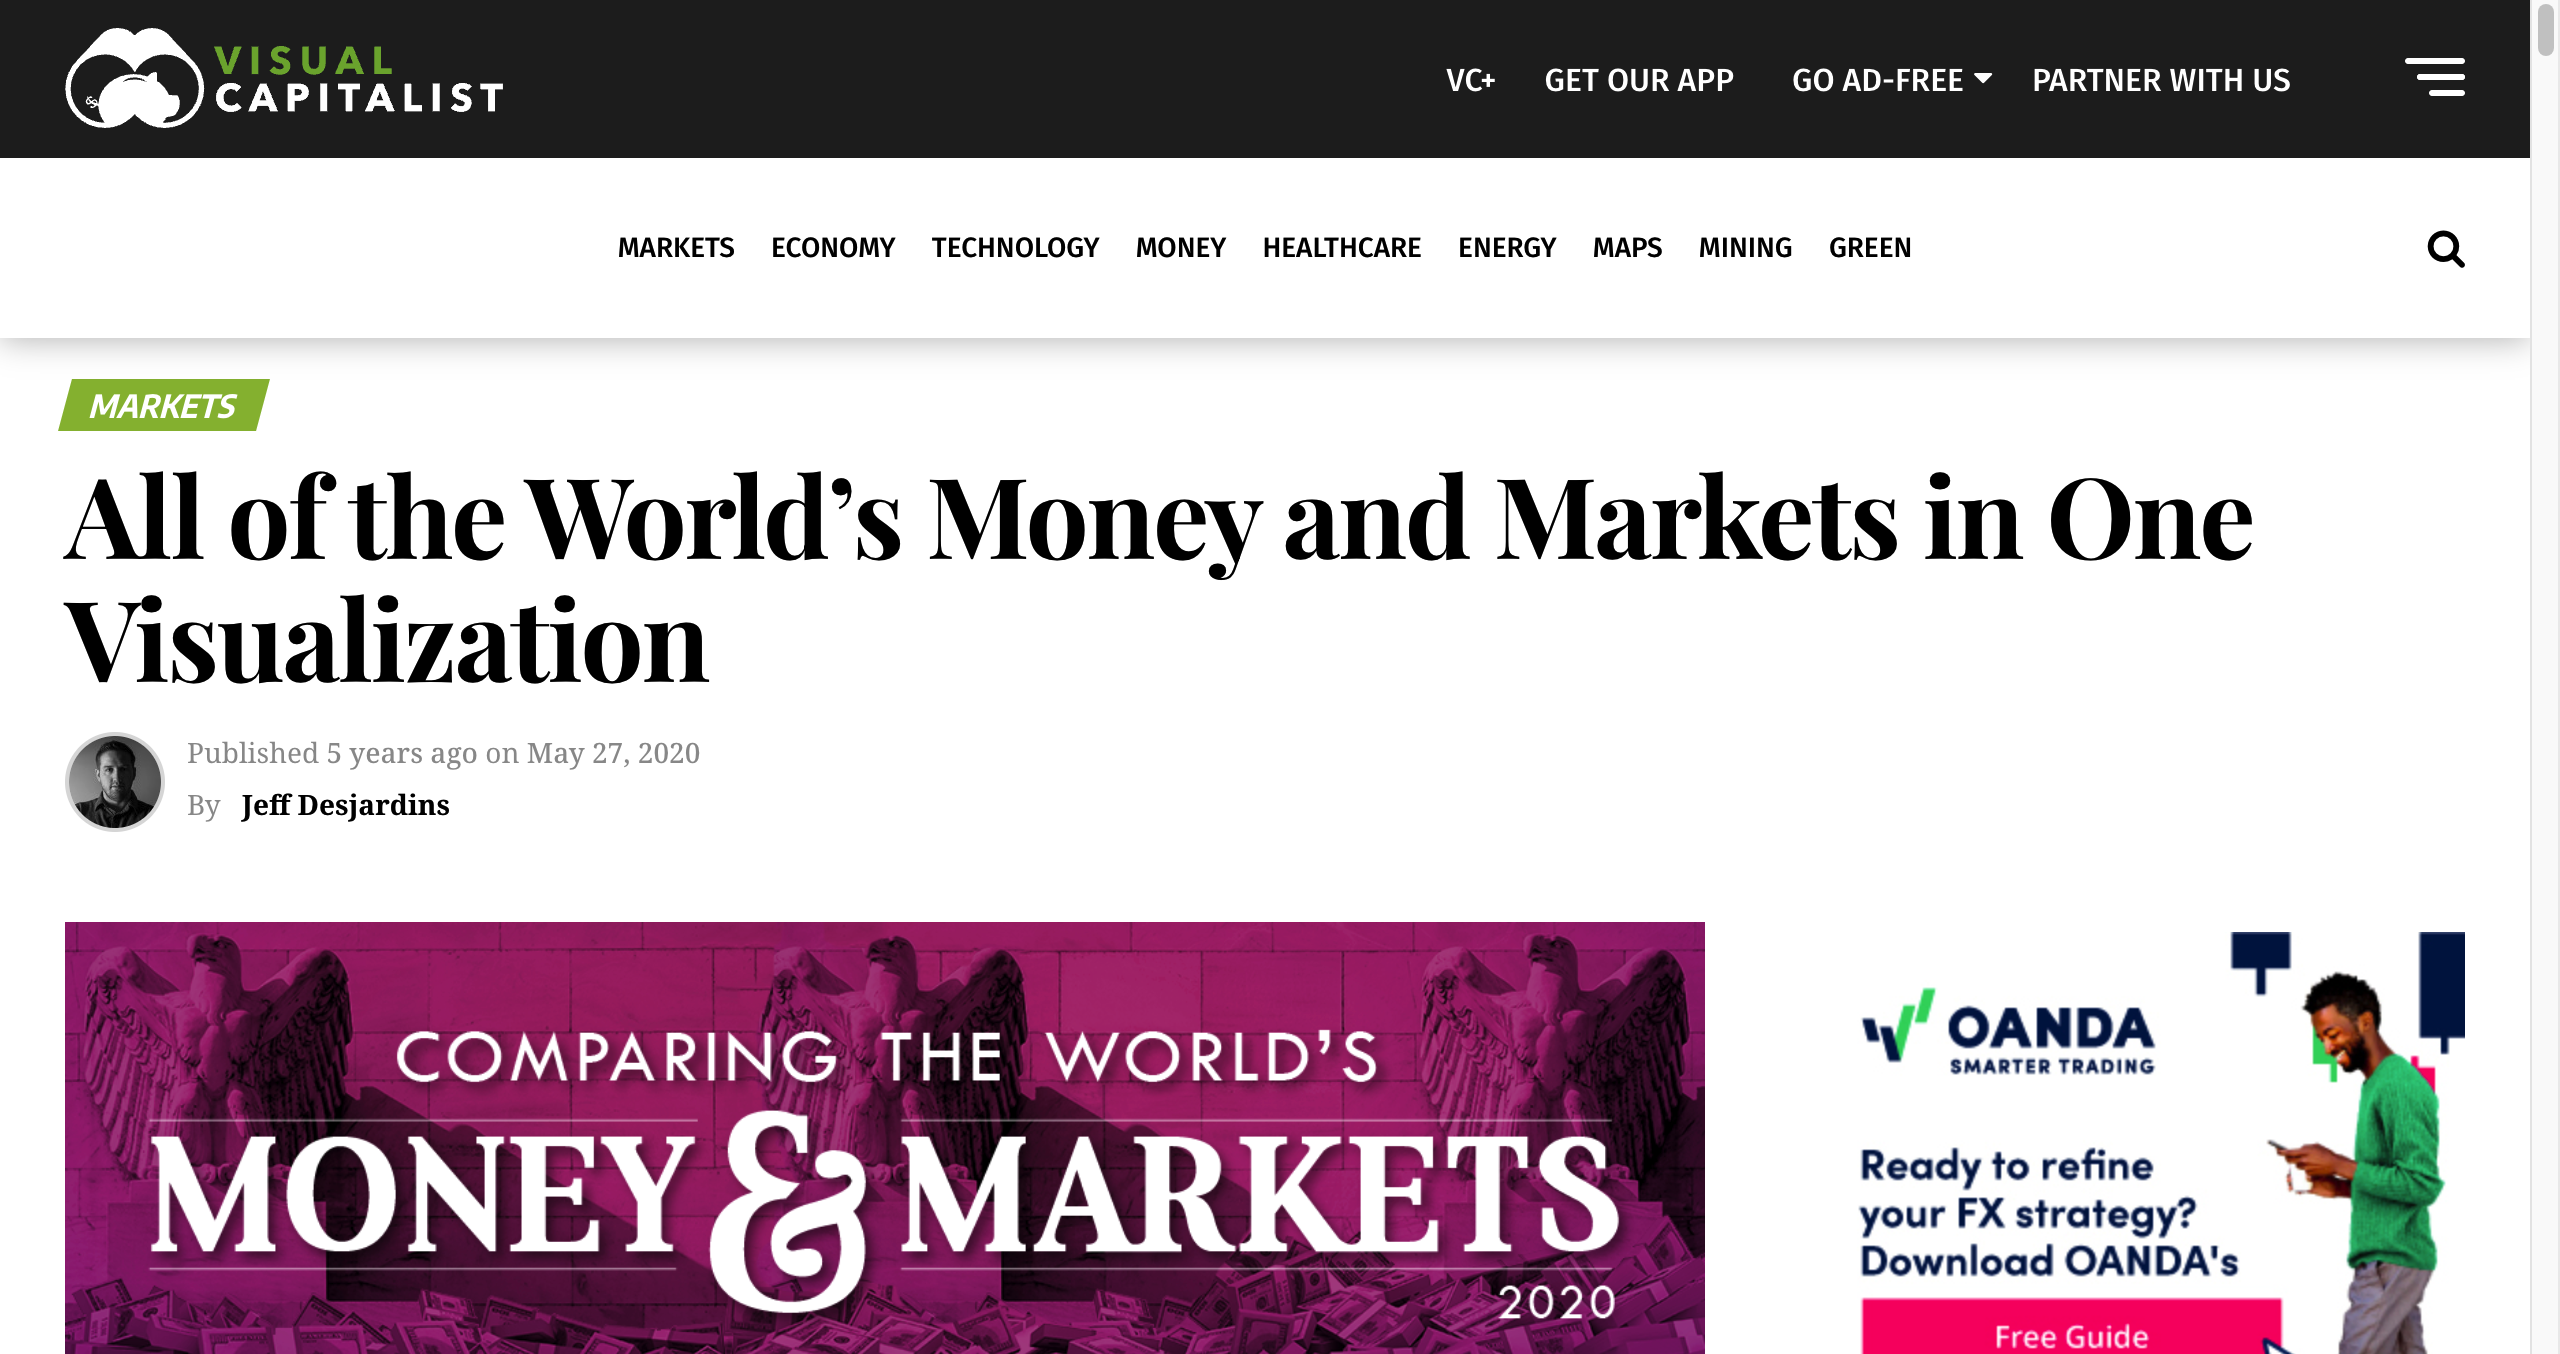 VISUAL
CAPITALIST
VC+ GET OUR APP GO AD-FREE PARTNER WITH US
MARKETS ECONOMY TECHNOLOGY MONEY HEALTHCARE ENERGY MAPS MINING GREEN
MARKETS
All of the World’s Money and Markets in One
Visualization
Published 5 years ago on May 27, 2020
By Jeff Desjardins
COMPARING THE WORLD’S
MONEY & MARKETS
2020
OANDA
SMARTER TRADING
Ready to refine
your FX strategy?
Download OANDA's
Free Guide